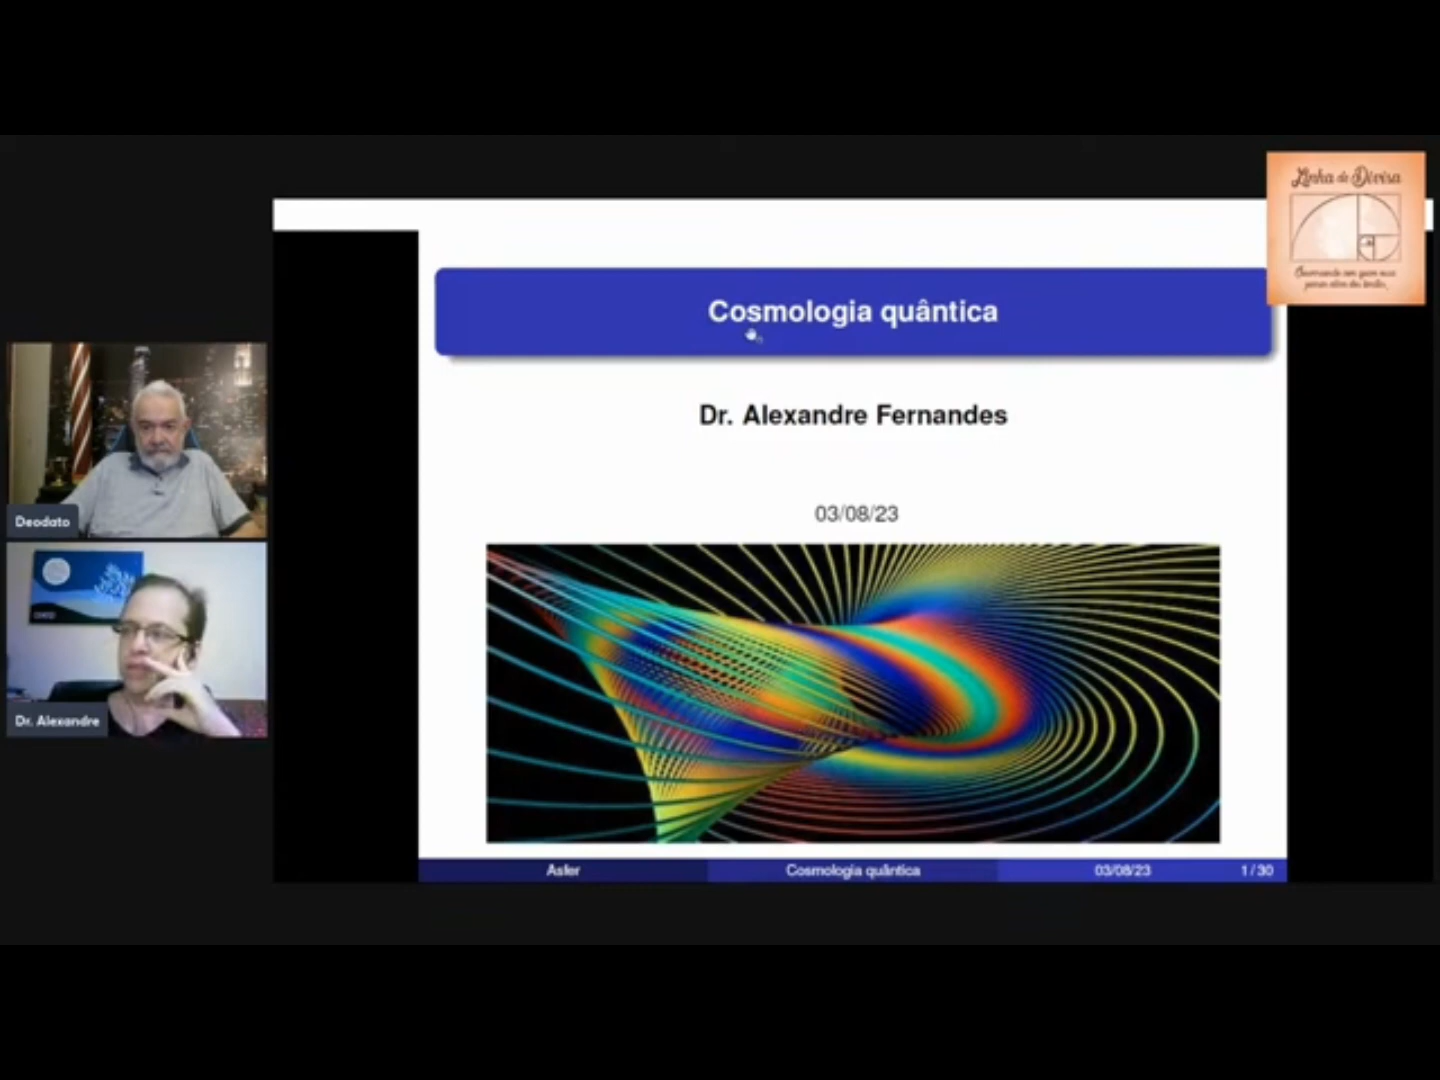 Linha de Divisa
Cosmologia quântica
Dr. Alexandre Fernandes
03/08/23
Deodato
Dr. Alexandre
Asfer
Cosmologia quântica
03/08/23
1 / 30